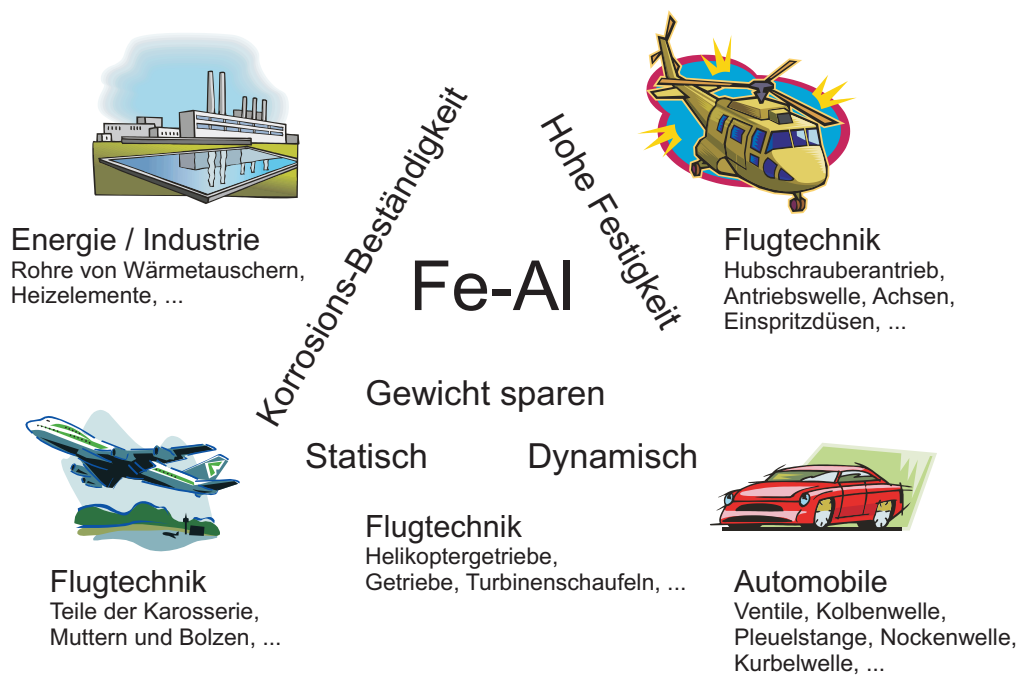 Korrosions-Beständigkeit
Hohe Festigkeit
Energie / Industrie
Rohre von Wärmetauschern,
Heizelemente, ...
Fe-Al
Flugtechnik
Hubschrauberantrieb,
Antriebswelle, Achsen,
Einspritzdüsen, ...
Gewicht sparen
Statisch
Dynamisch
Flugtechnik
Teile der Karosserie,
Muttern und Bolzen, ...
Flugtechnik
Helikoptergetriebe,
Getriebe, Turbinenschaufeln, ...
Automobile
Ventile, Kolbenwelle,
Pleuelstange, Nockenwelle,
Kurbelwelle, ...